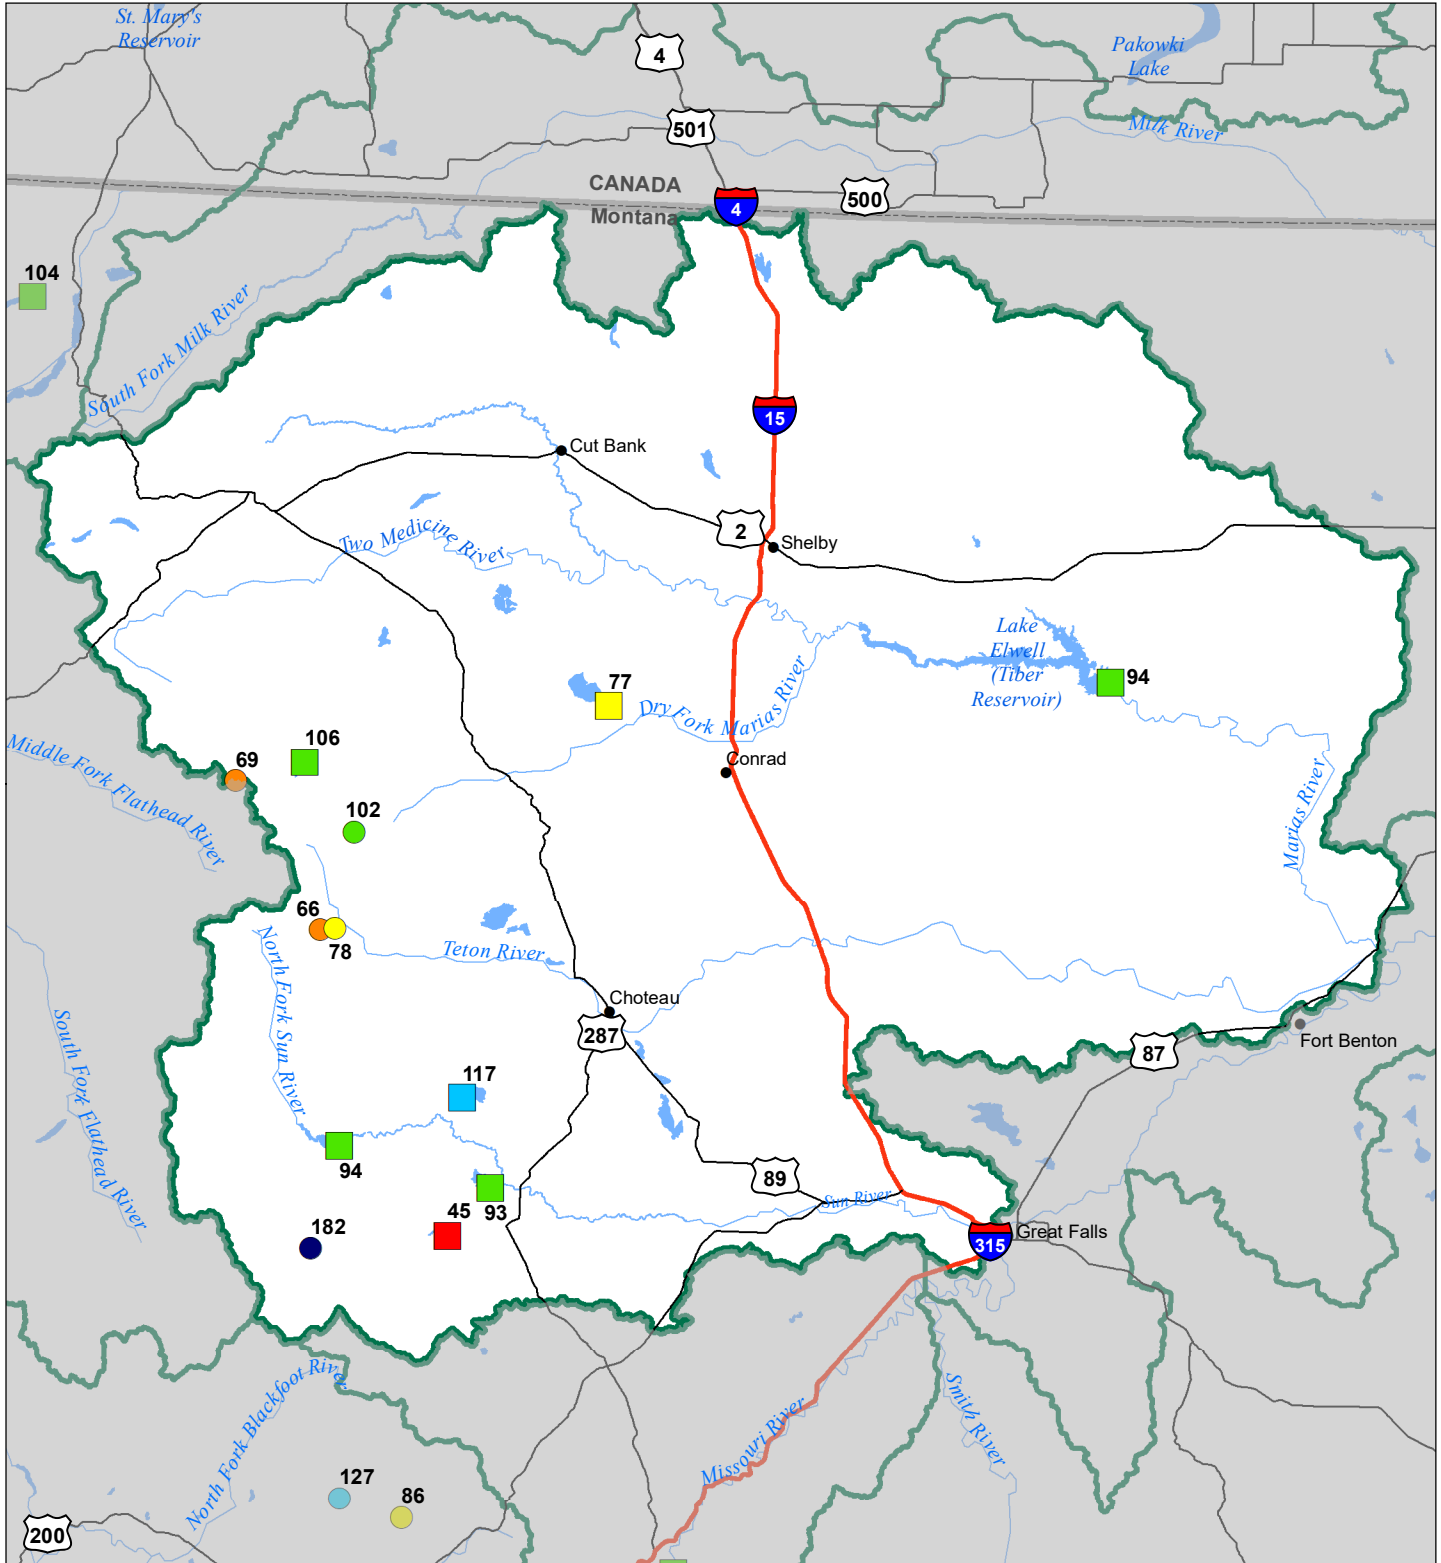 St. Mary's
Reservoir
4
Pakowki
Lake
501
Milk River
CANADA
Montana
4
500
104
South Fork Milk River
15
Cut Bank
2
Shelby
Two Medicine River
Lake
Elwell
(Tiber
Reservoir)
94
77
Dry Fork Marias River
106
69
Middle Fork Flathead River
Conrad
102
Marias River
66
78
North Fork Sun River
Teton River
Choteau
287
South Fork Flathead River
87
Fort Benton
117
94
89
93
Sun River
45
182
315
Great Falls
North Fork Blackfoot River
Missouri River
Smith River
127
86
200